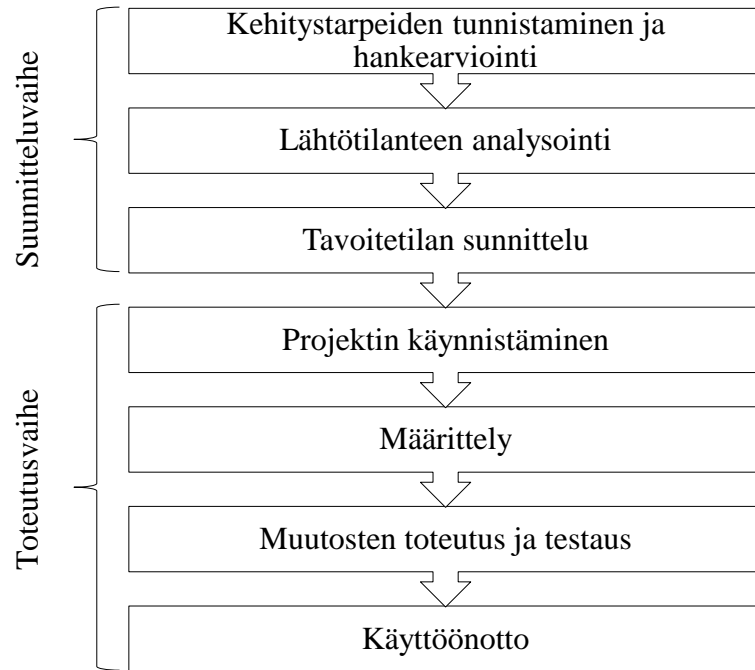 Suunnitteluvaihe
Kehitystarpeiden tunnistaminen ja
hankearviointi
Lähtötilanteen analysointi
Tavoitetilan sunnittelu
Toteutusvaihe
Projektin käynnistäminen
Määrittely
Muutosten toteutus ja testaus
Käyttöönotto